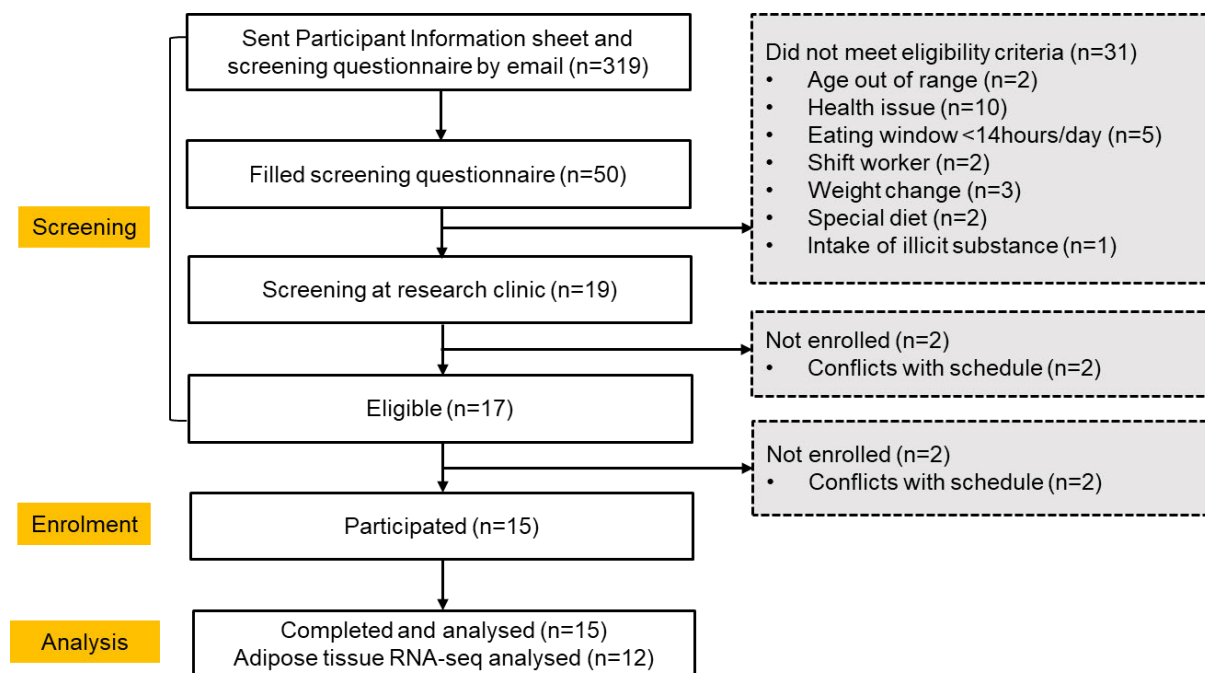 Sent Participant Information sheet and
screening questionnaire by email (n=319)
Did not meet eligibility criteria (n=31)
• Age out of range (n=2)
• Health issue (n=10)
• Eating window <14hours/day (n=5)
• Shift worker (n=2)
• Weight change (n=3)
• Special diet (n=2)
• Intake of illicit substance (n=1)
Filled screening questionnaire (n=50)
Screening
Screening at research clinic (n=19)
Not enrolled (n=2)
• Conflicts with schedule (n=2)
Eligible (n=17)
Not enrolled (n=2)
• Conflicts with schedule (n=2)
Enrolment
Participated (n=15)
Analysis
Completed and analysed (n=15)
Adipose tissue RNA-seq analysed (n=12)